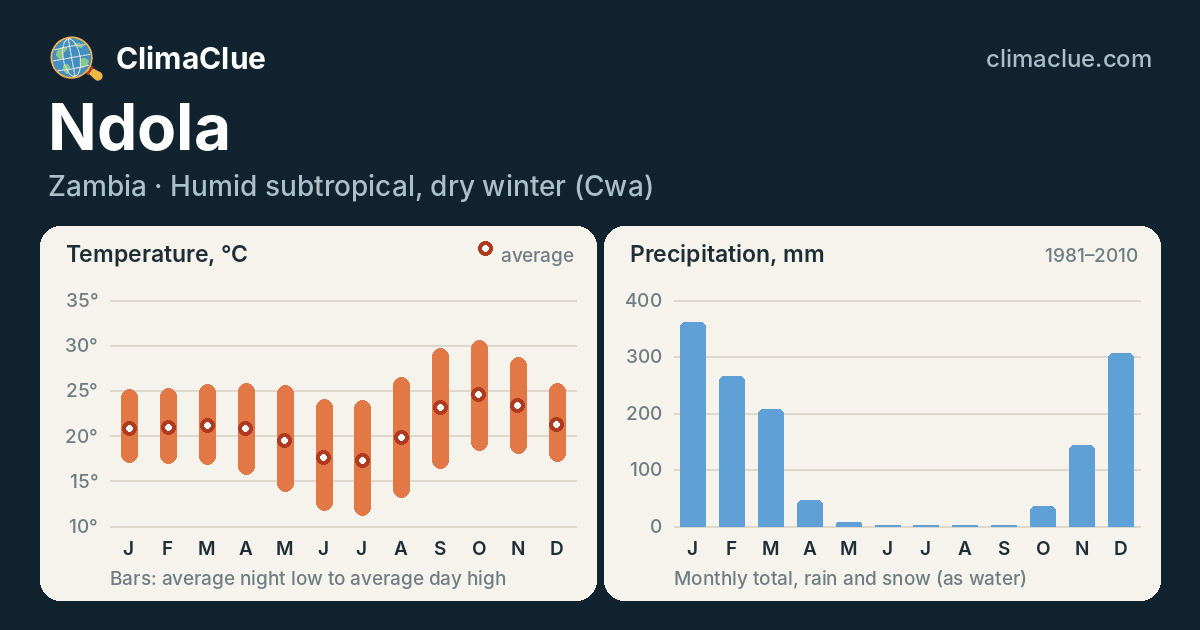 ClimaClue
climaclue.com
Ndola
Zambia · Humid subtropical, dry winter (Cwa)
Temperature, °C
average
35°
30°
25°
20°
15°
10°
J F M A M J J A S O N D
Bars: average night low to average day high
Precipitation, mm
1981–2010
400
300
200
100
0
J F M A M J J A S O N D
Monthly total, rain and snow (as water)